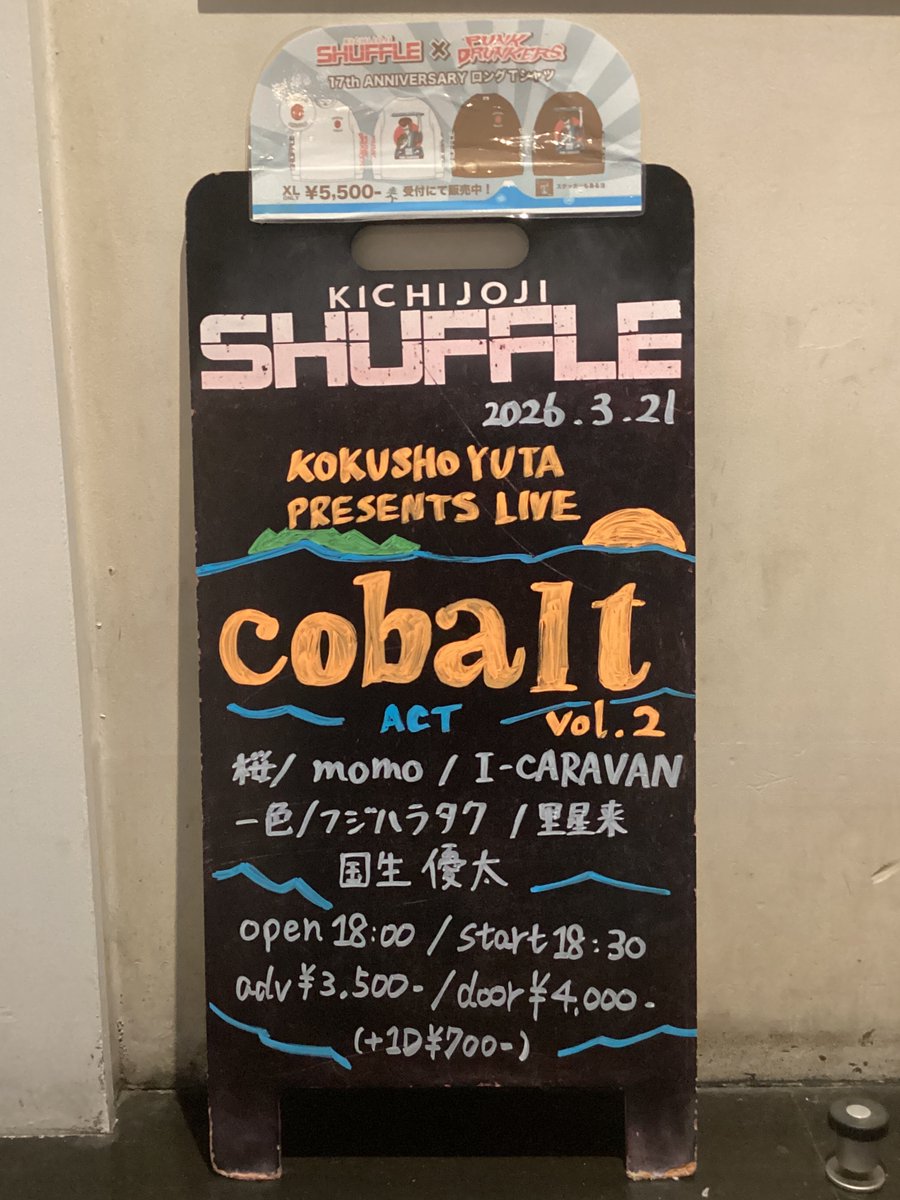 KICHIJOJI
SHUFFLE × PUNK DRUNKERS
17th ANNIVERSARY ロングTシャツ
XL ONLY ¥5,500- 受付にて販売中！
KICHIJOJI
SHUFFLE
2026.3.21
KOKUSHO YUTA
PRESENTS LIVE
cobalt
ACT vol.2
桜/ momo / I-CARAVAN
一色/フジハラタク /里星来
国生 優太
open 18:00 / start 18:30
adv ¥3.500- /door ¥4,000-
(+1D¥700-)